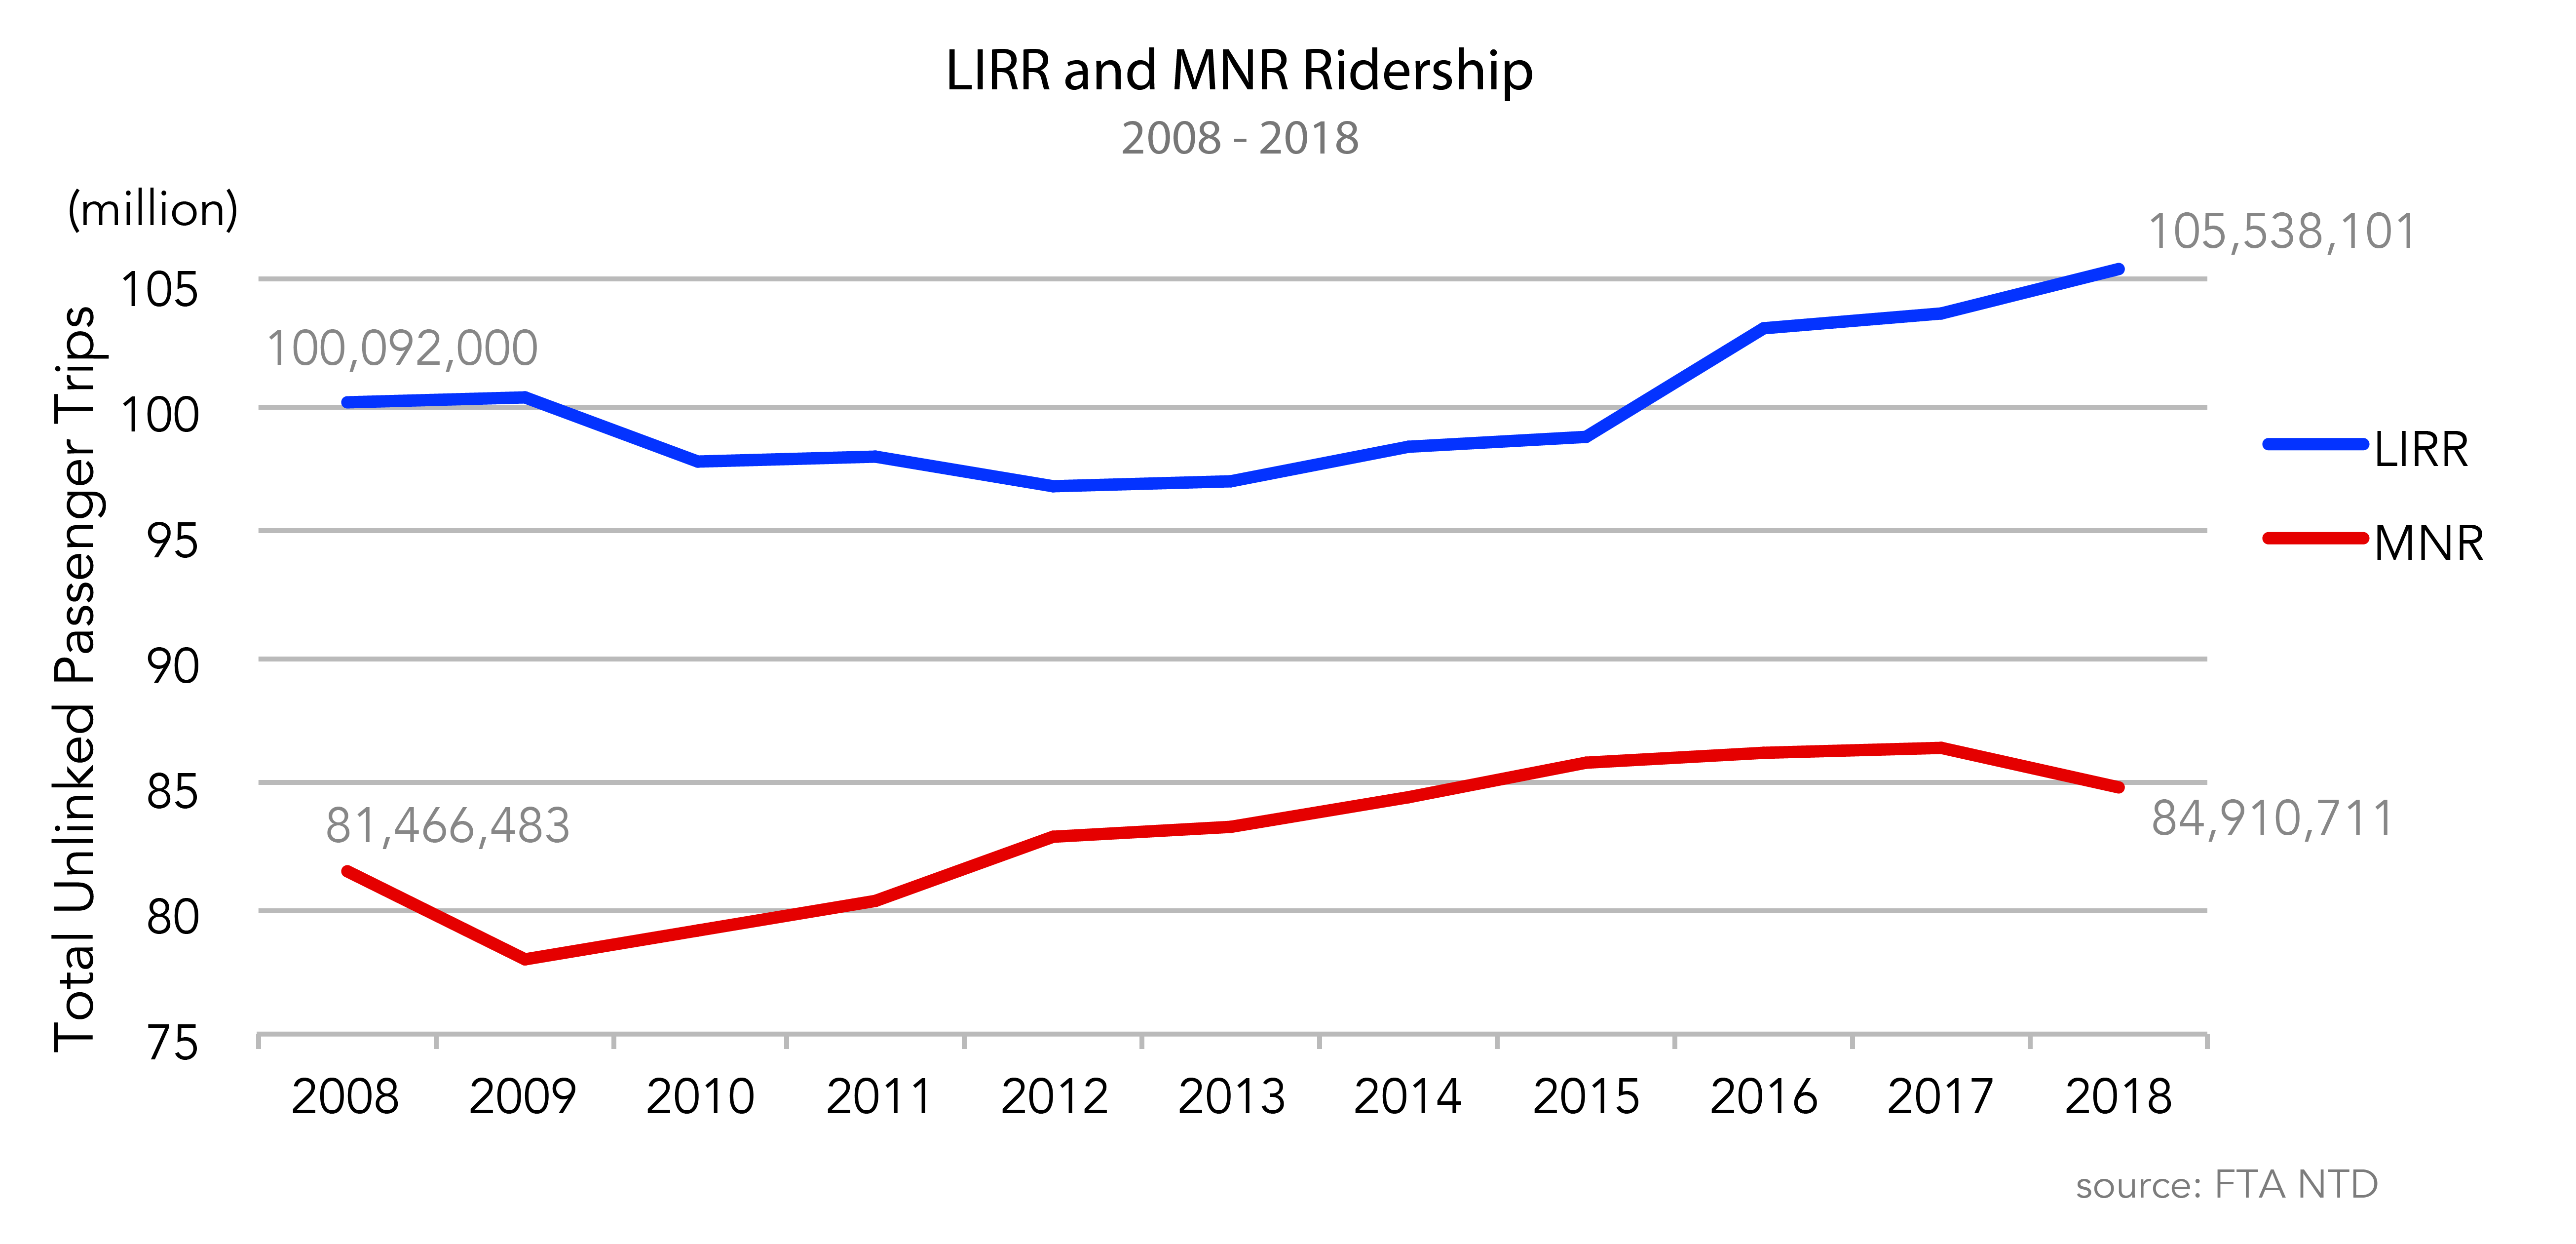 LIRR and MNR Ridership
2008 - 2018
(million)
Total Unlinked Passenger Trips
105
100
95
90
85
80
75
100,092,000
105,538,101
81,466,483
84,910,711
LIRR
MNR
2008 2009 2010 2011 2012 2013 2014 2015 2016 2017 2018
source: FTA NTD